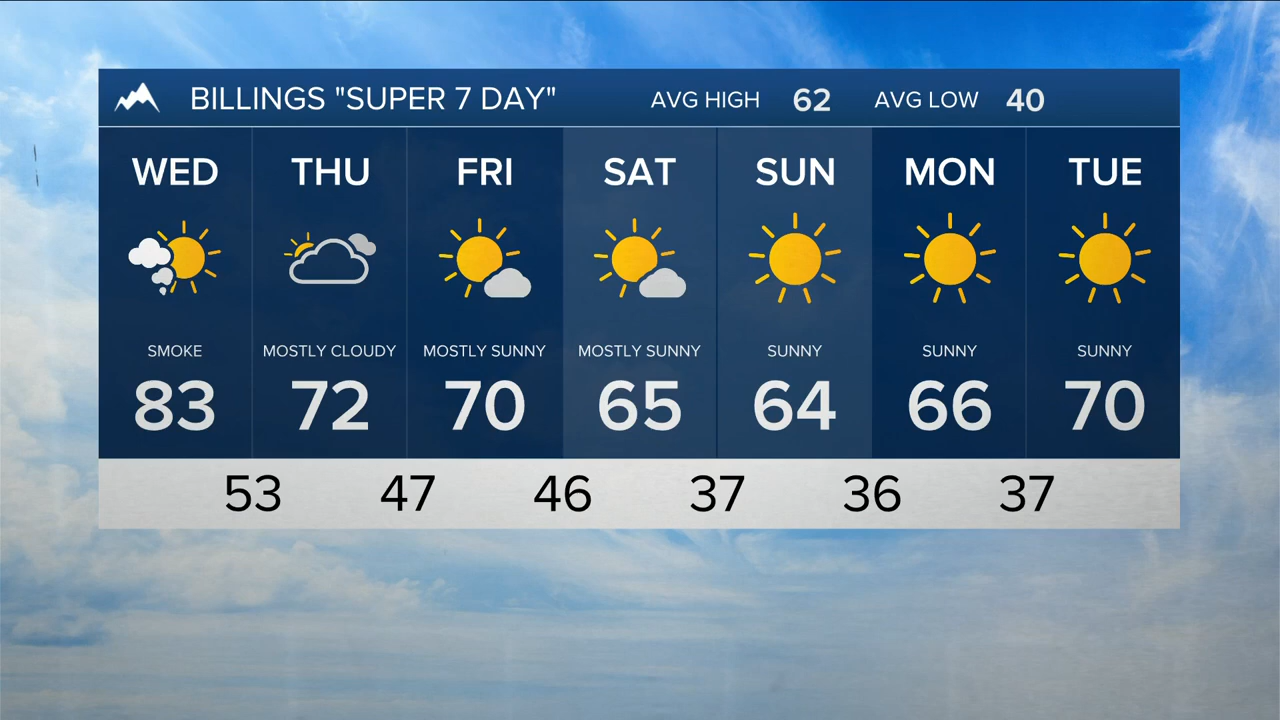 BILLINGS "SUPER 7 DAY" AVG HIGH 62 AVG LOW 40
WED THU FRI SAT SUN MON TUE
SMOKE MOSTLY CLOUDY MOSTLY SUNNY MOSTLY SUNNY SUNNY SUNNY SUNNY
83 72 70 65 64 66 70
53 47 46 37 36 37